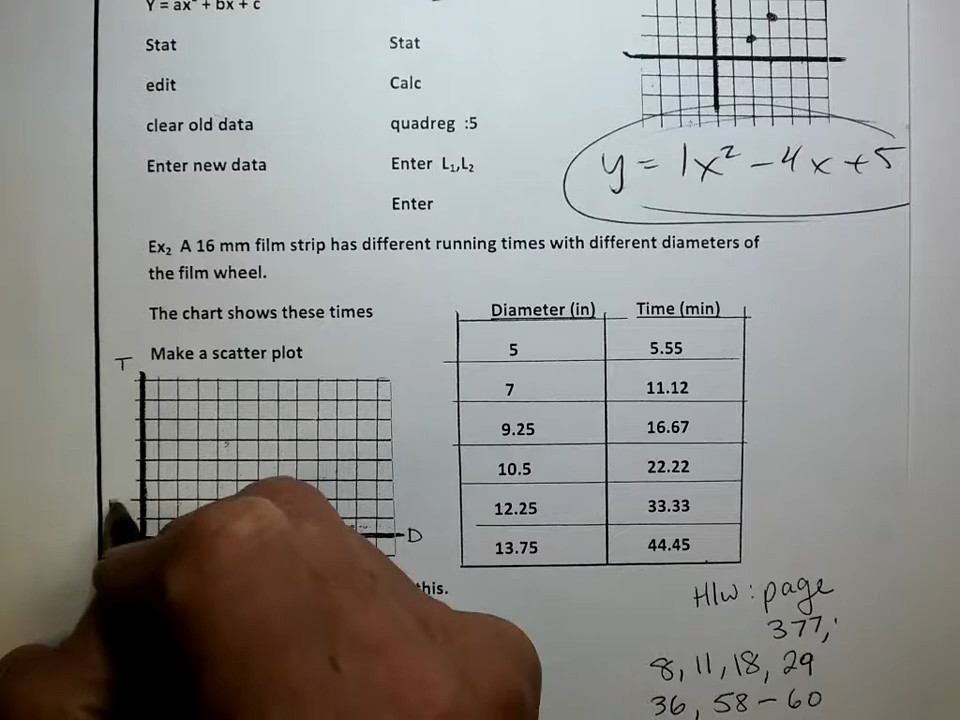 Y = ax² + bx + c
Stat Stat
edit Calc
clear old data quadreg :5
Enter new data Enter L₁,L₂
Enter
y = 1x² - 4x + 5
Ex₂ A 16 mm film strip has different running times with different diameters of
the film wheel.
The chart shows these times
Make a scatter plot
T
D
Diameter (in) Time (min)
5 5.55
7 11.12
9.25 16.67
10.5 22.22
12.25 33.33
13.75 44.45
this.
H/w : page
377,
8, 11, 18, 29
36, 58 - 60